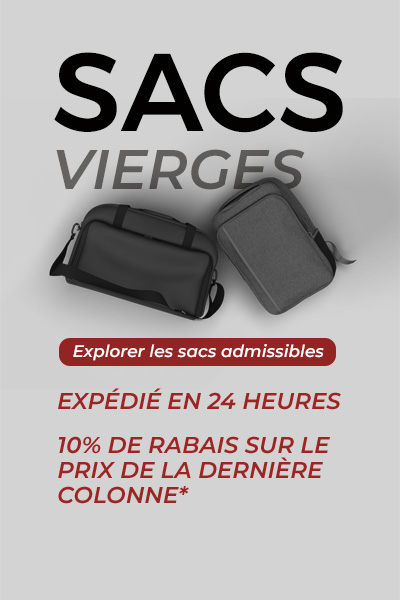 SACS
VIERGES
Explorer les sacs admissibles
EXPÉDIÉ EN 24 HEURES
10% DE RABAIS SUR LE
PRIX DE LA DERNIÈRE
COLONNE*